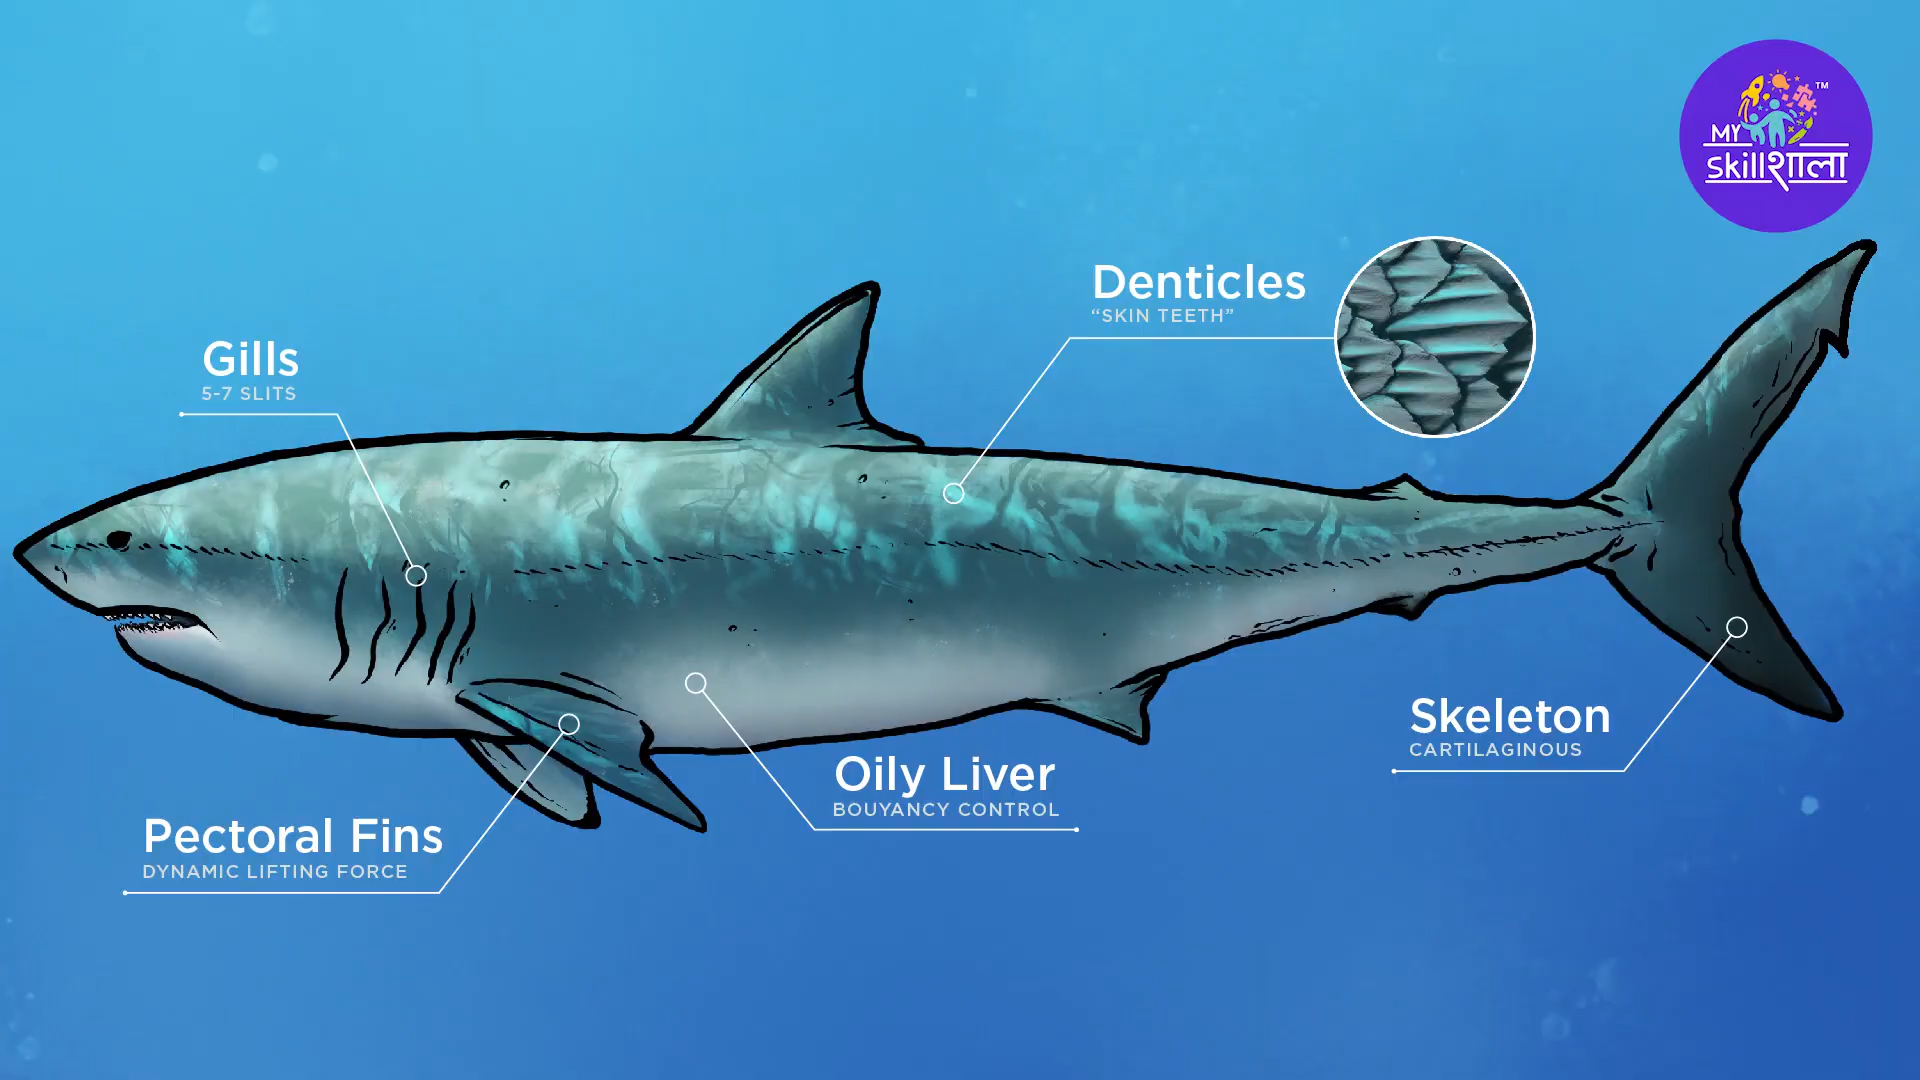 MY
skillशाला
TM
Denticles
“SKIN TEETH”
Gills
5-7 SLITS
Skeleton
CARTILAGINOUS
Oily Liver
BOUYANCY CONTROL
Pectoral Fins
DYNAMIC LIFTING FORCE